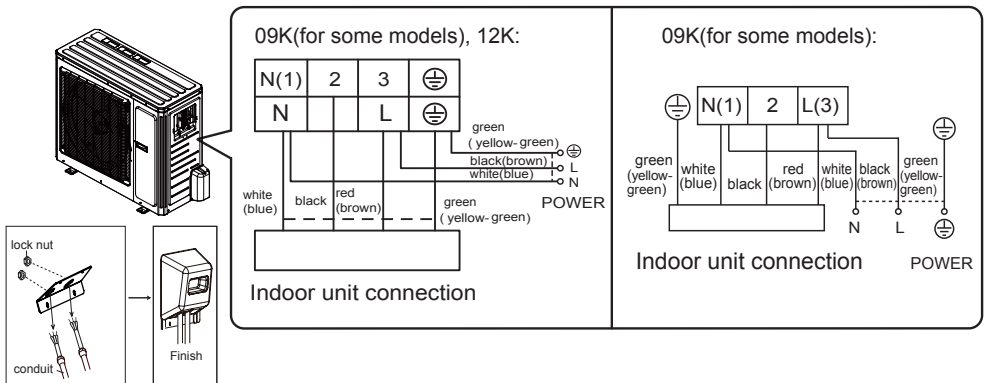 09K(for some models), 12K:
N(1) 2 3
N L
green
( yellow-green)
black(brown)
L
white(blue)
N
POWER
white
(blue)
black
red
(brown)
green
( yellow-green)
Indoor unit connection
09K(for some models):
N(1) 2 L(3)
green
(yellow-
green)
white
(blue)
black
red
(brown)
white
(blue)
black
(brown)
green
(yellow-
green)
N L
Indoor unit connection
POWER
lock nut
conduit
Finish